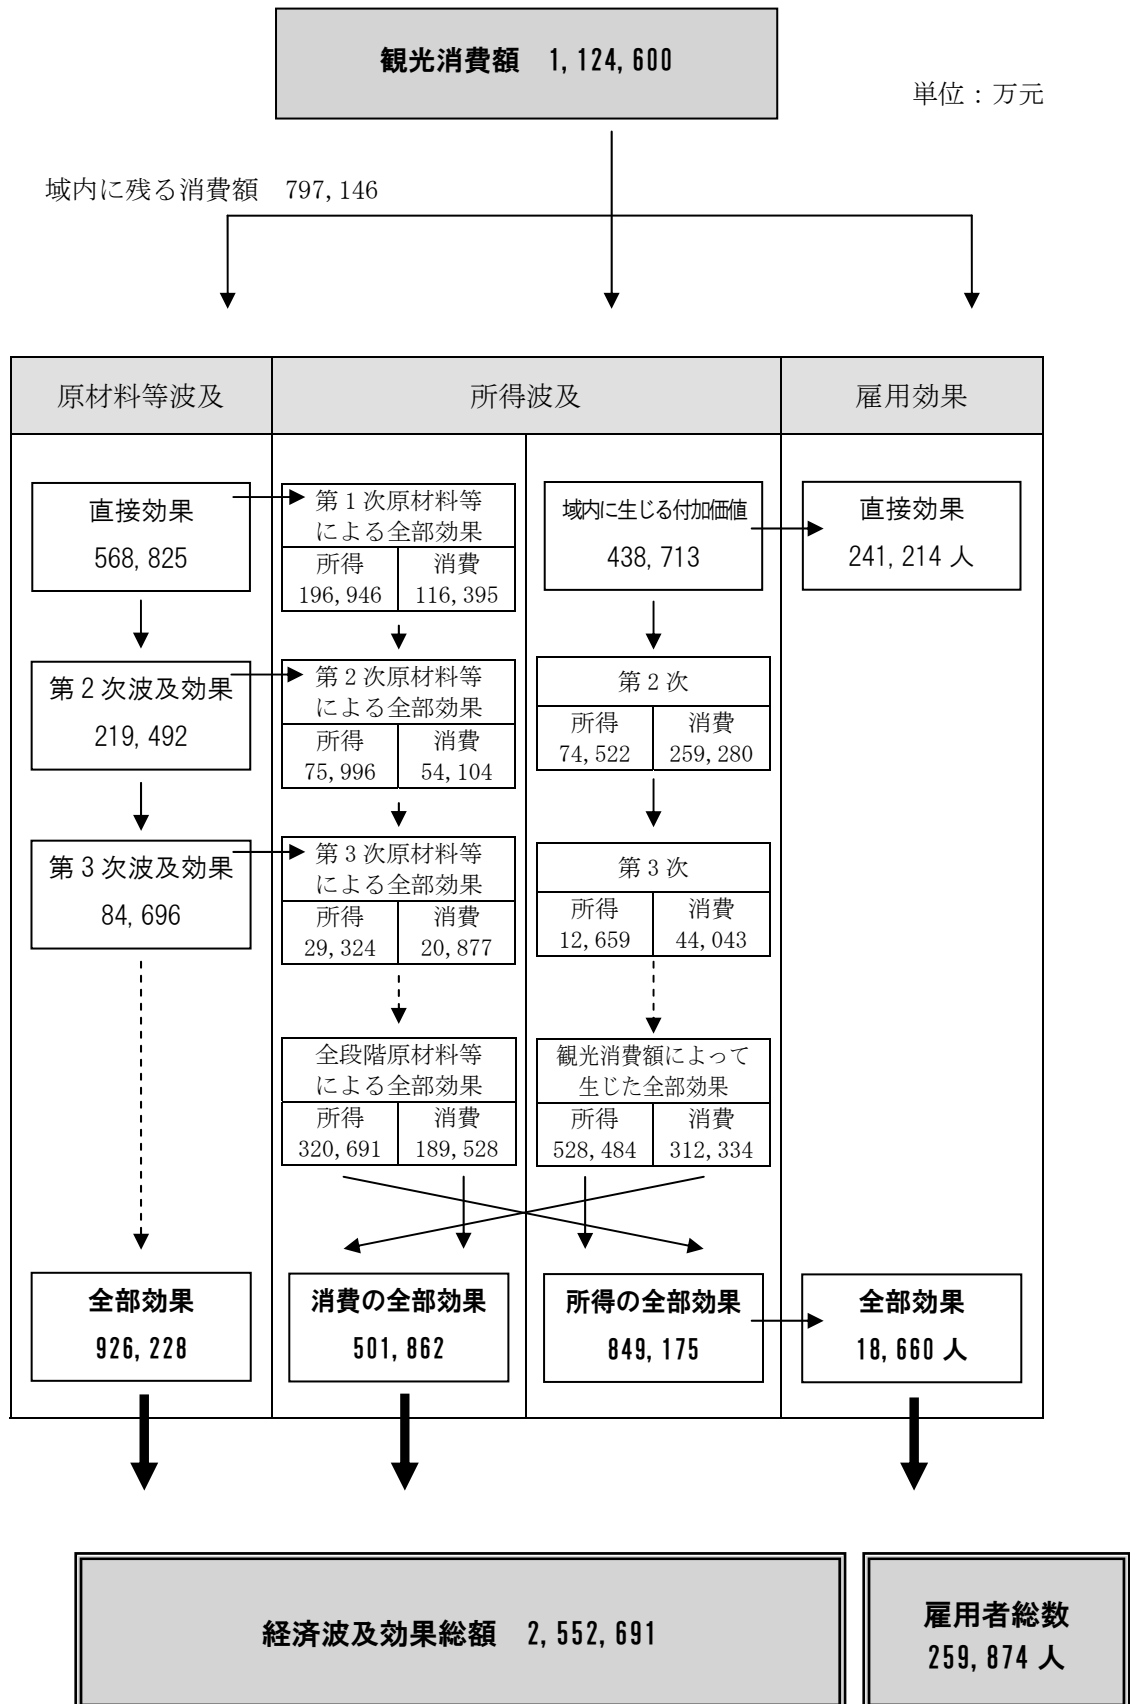 観光消費額　1,124,600
単位：万元
域内に残る消費額　797,146
原材料等波及
所得波及
雇用効果
直接効果
568,825
第1次原材料等
による全部効果
所得
196,946
消費
116,395
域内に生じる付加価値
438,713
直接効果
241,214 人
第2次波及効果
219,492
第2次原材料等
による全部効果
所得
75,996
消費
54,104
第2次
所得
74,522
消費
259,280
第3次波及効果
84,696
第3次原材料等
による全部効果
所得
29,324
消費
20,877
第3次
所得
12,659
消費
44,043
全段階原材料等
による全部効果
所得
320,691
消費
189,528
観光消費額によって
生じた全部効果
所得
528,484
消費
312,334
全部効果
926,228
消費の全部効果
501,862
所得の全部効果
849,175
全部効果
18,660 人
経済波及効果総額　2,552,691
雇用者総数
259,874 人